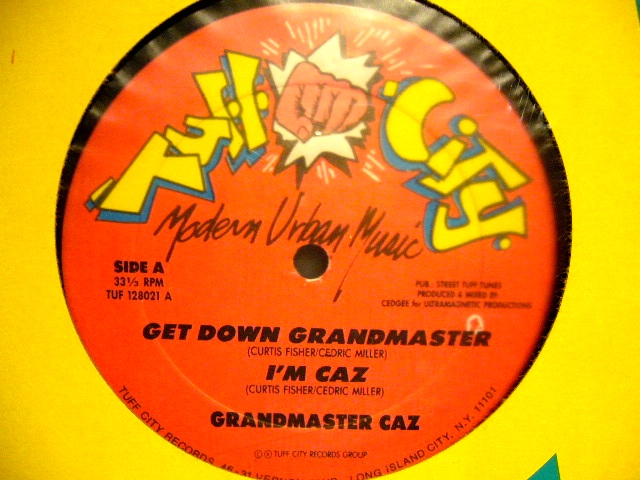 Tuff City
Modern Urban Music
SIDE A
33⅓ RPM
TUF 128021 A
PUB.: STREET TUFF TUNES
PRODUCED & MIXED BY:
CEDGEE for ULTRAMAGNETIC PRODUCTIONS
GET DOWN GRANDMASTER
(CURTIS FISHER/CEDRIC MILLER)
I'M CAZ
(CURTIS FISHER/CEDRIC MILLER)
GRANDMASTER CAZ
©℗ TUFF CITY RECORDS GROUP
TUFF CITY RECORDS, LONG ISLAND CITY, N.Y. 11101